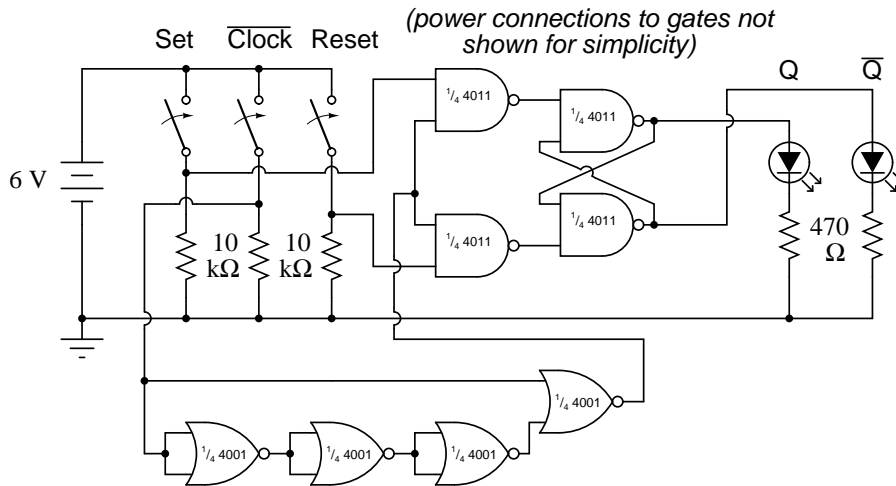 (power connections to gates not
shown for simplicity)
Set
Clock
Reset
Q
Q
1/4 4011
1/4 4011
6 V
10
kΩ
10
kΩ
1/4 4011
1/4 4011
470
Ω
1/4 4001
1/4 4001
1/4 4001
1/4 4001